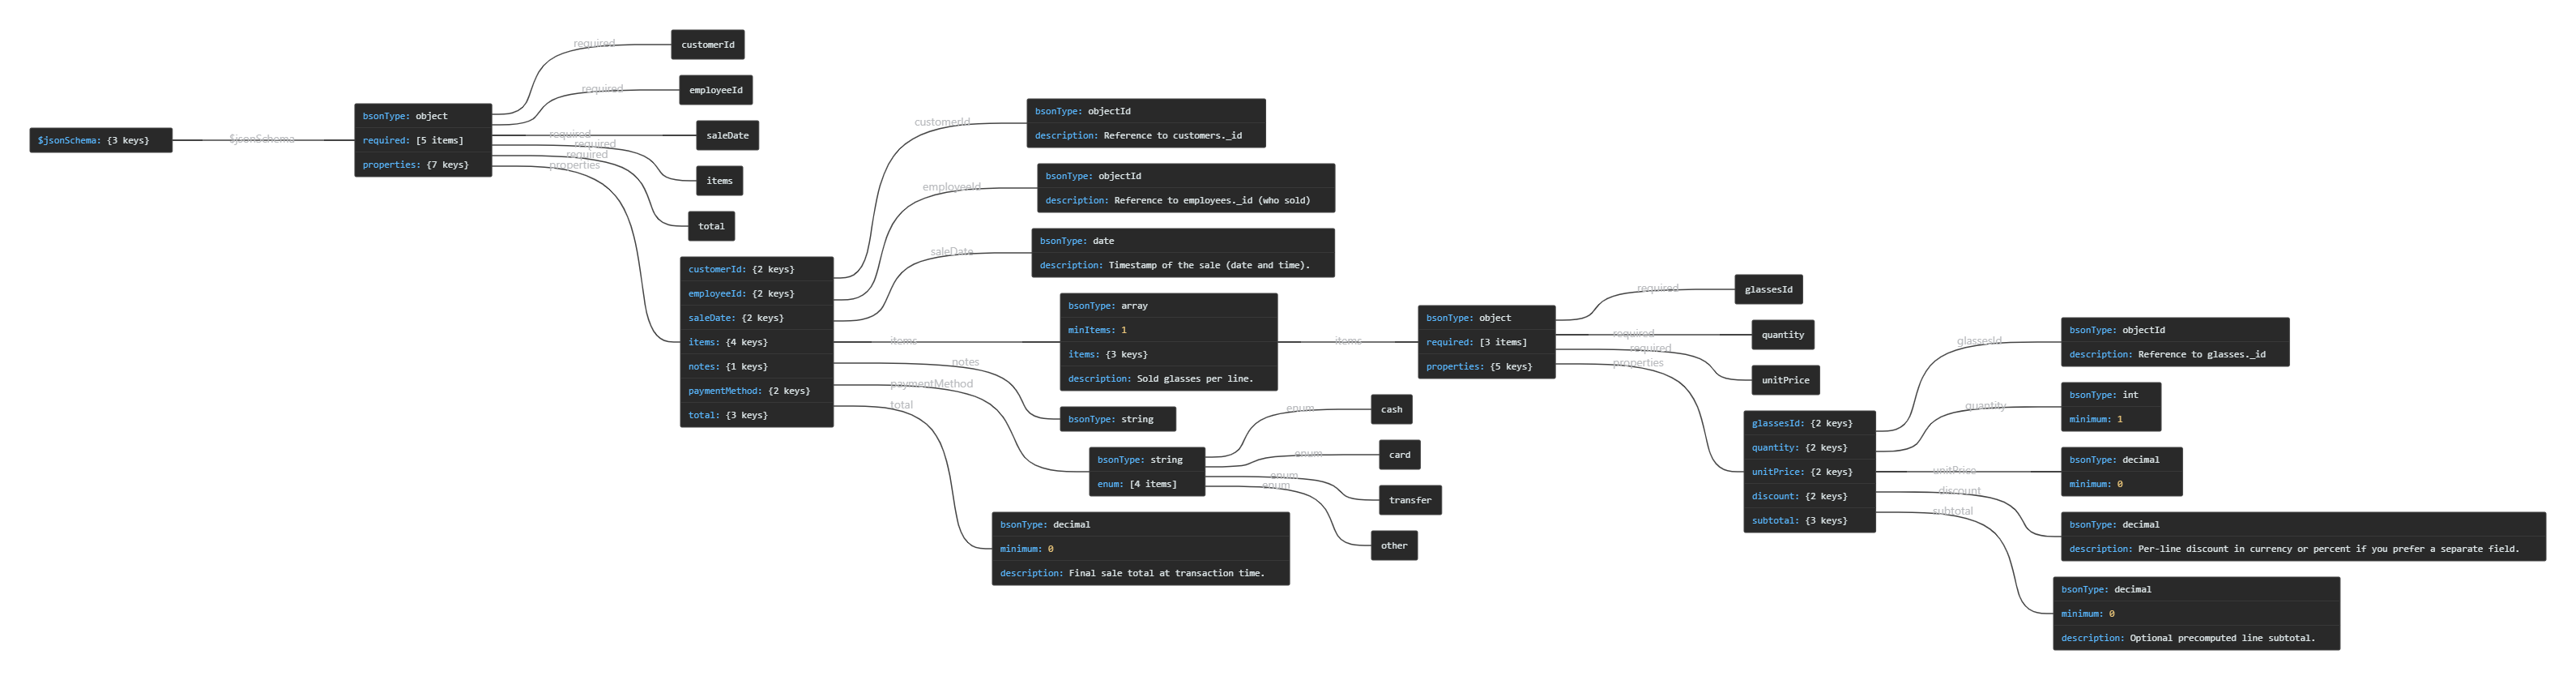 $jsonSchema: {3 keys}
$jsonSchema
bsonType: object
required: [5 items]
properties: {7 keys}
required
customerId
required
employeeId
required
saleDate
required
items
required
total
properties
customerId: {2 keys}
employeeId: {2 keys}
saleDate: {2 keys}
items: {4 keys}
notes: {1 keys}
paymentMethod: {2 keys}
total: {3 keys}
customerId
bsonType: objectId
description: Reference to customers._id
employeeId
bsonType: objectId
description: Reference to employees._id (who sold)
saleDate
bsonType: date
description: Timestamp of the sale (date and time).
items
bsonType: array
minItems: 1
items: {3 keys}
description: Sold glasses per line.
notes
bsonType: string
paymentMethod
bsonType: string
enum: [4 items]
enum
cash
enum
card
enum
transfer
enum
other
total
bsonType: decimal
minimum: 0
description: Final sale total at transaction time.
items
bsonType: object
required: [3 items]
properties: {5 keys}
required
glassesId
required
quantity
required
unitPrice
properties
glassesId: {2 keys}
quantity: {2 keys}
unitPrice: {2 keys}
discount: {2 keys}
subtotal: {3 keys}
glassesId
bsonType: objectId
description: Reference to glasses._id
quantity
bsonType: int
minimum: 1
unitPrice
bsonType: decimal
minimum: 0
discount
bsonType: decimal
description: Per-line discount in currency or percent if you prefer a separate field.
subtotal
bsonType: decimal
minimum: 0
description: Optional precomputed line subtotal.